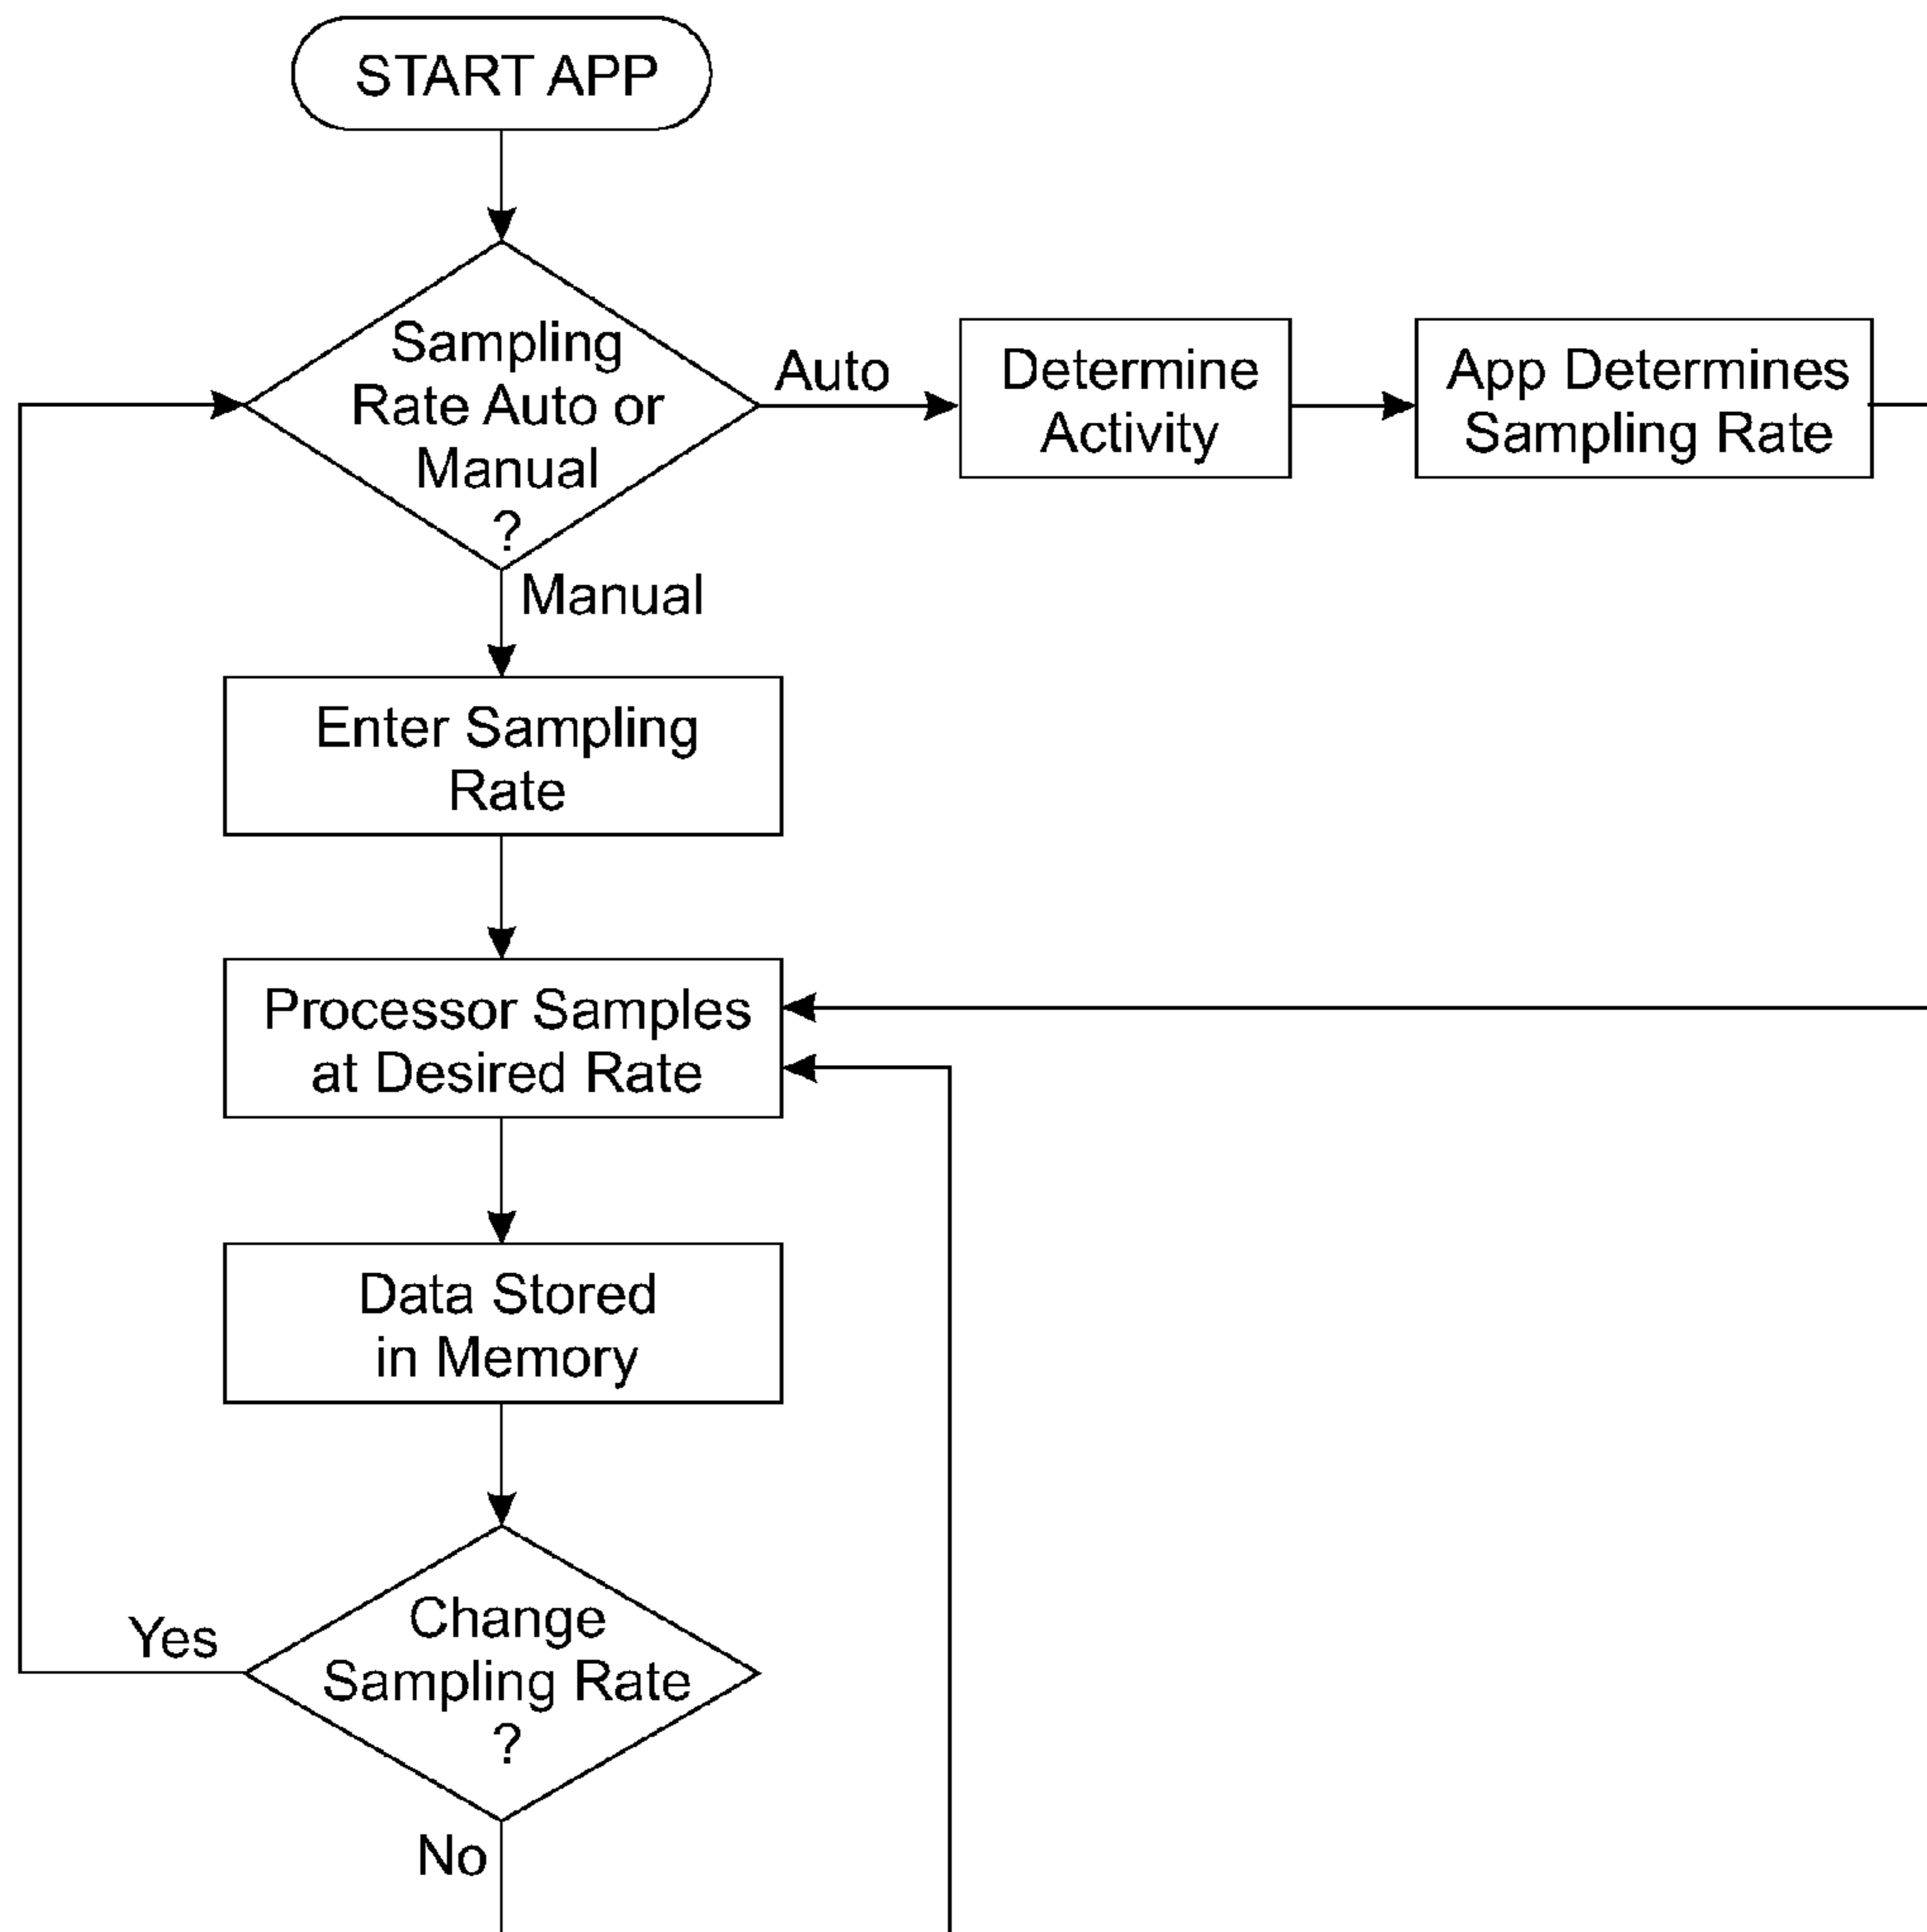 START APP
Sampling
Rate Auto or
Manual
?
Auto
Determine
Activity
App Determines
Sampling Rate
Manual
Enter Sampling
Rate
Processor Samples
at Desired Rate
Data Stored
in Memory
Change
Sampling Rate
?
Yes
No